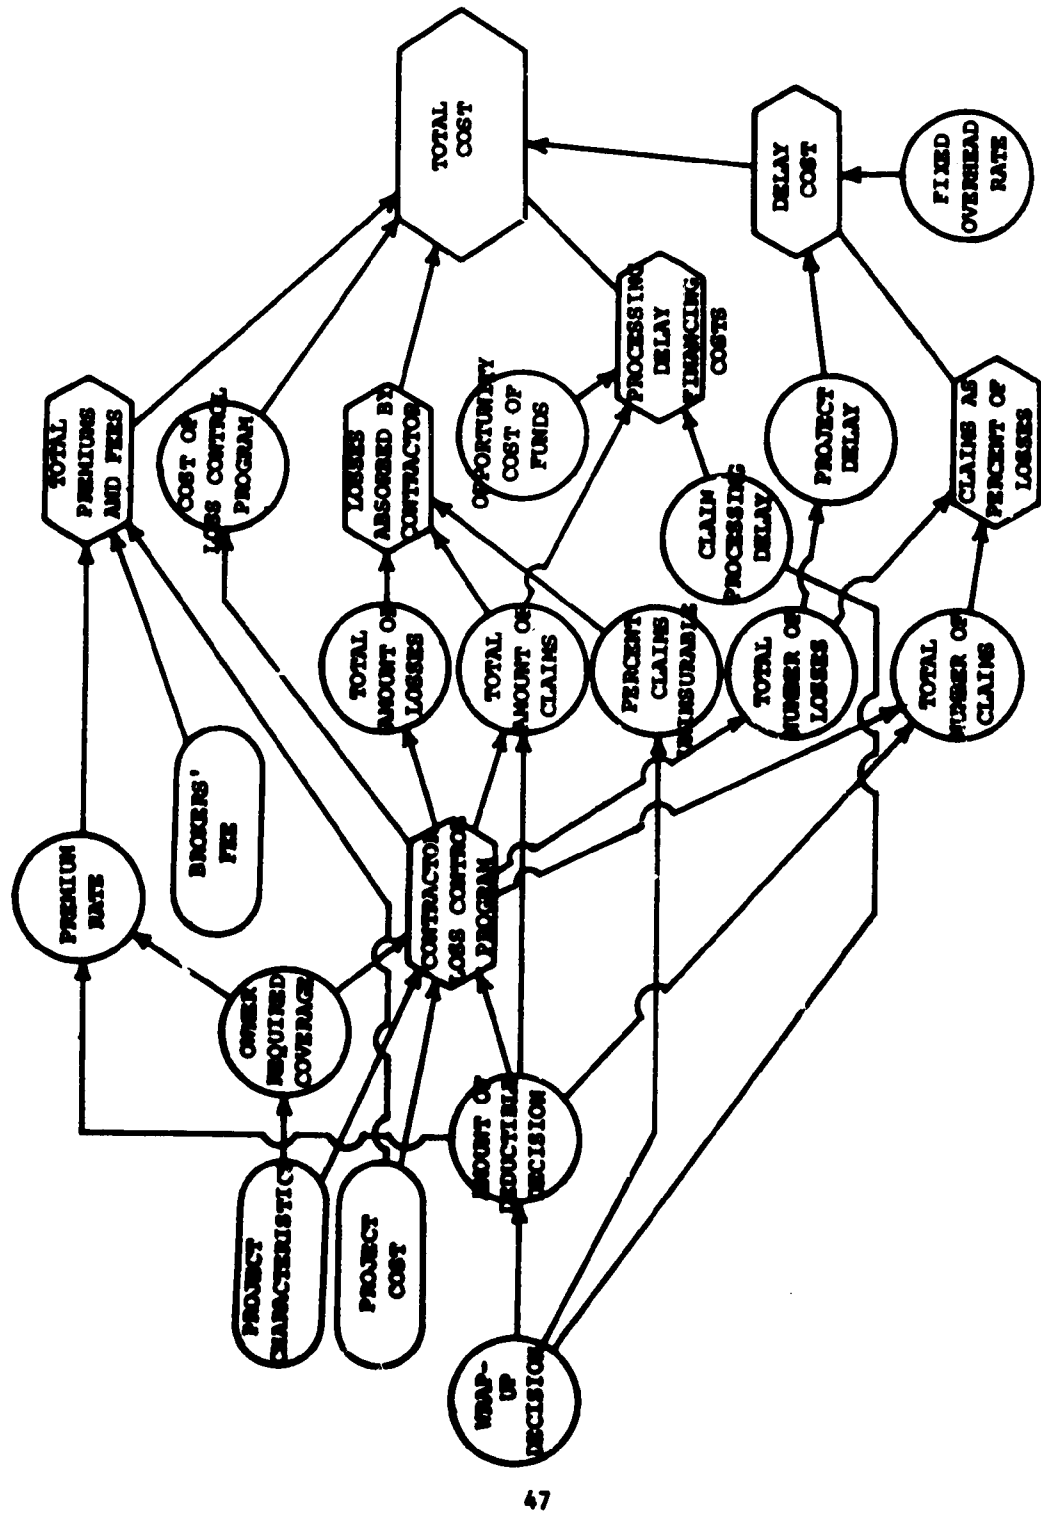 TOTAL
PREMIUMS
AND FEES
COST OF
LOSS CONTROL
PROGRAM
TOTAL
COST
LOSSES
ABSORBED BY
CONTRACTOR
OPPORTUNITY
COST OF
FUNDS
PROCESSING
DELAY
FINANCING
COSTS
DELAY
COST
FIXED
OVERHEAD
RATE
CLAIM
PROCESSING
DELAY
PROJECT
DELAY
CLAIMS AS
PERCENT OF
LOSSES
PREMIUM
RATE
BROKERS'
FEE
TOTAL
AMOUNT OF
LOSSES
TOTAL
AMOUNT OF
CLAIMS
PERCENT
CLAIMS
UNINSURABLE
TOTAL
NUMBER OF
LOSSES
TOTAL
NUMBER OF
CLAIMS
OWNER
REQUIRED
COVERAGE
CONTRACTOR
LOSS CONTROL
PROGRAM
PROJECT
CHARACTERISTIC
PROJECT
COST
AMOUNT OF
DEDUCTIBLE
DECISION
WRAP-
UP
DECISION
47